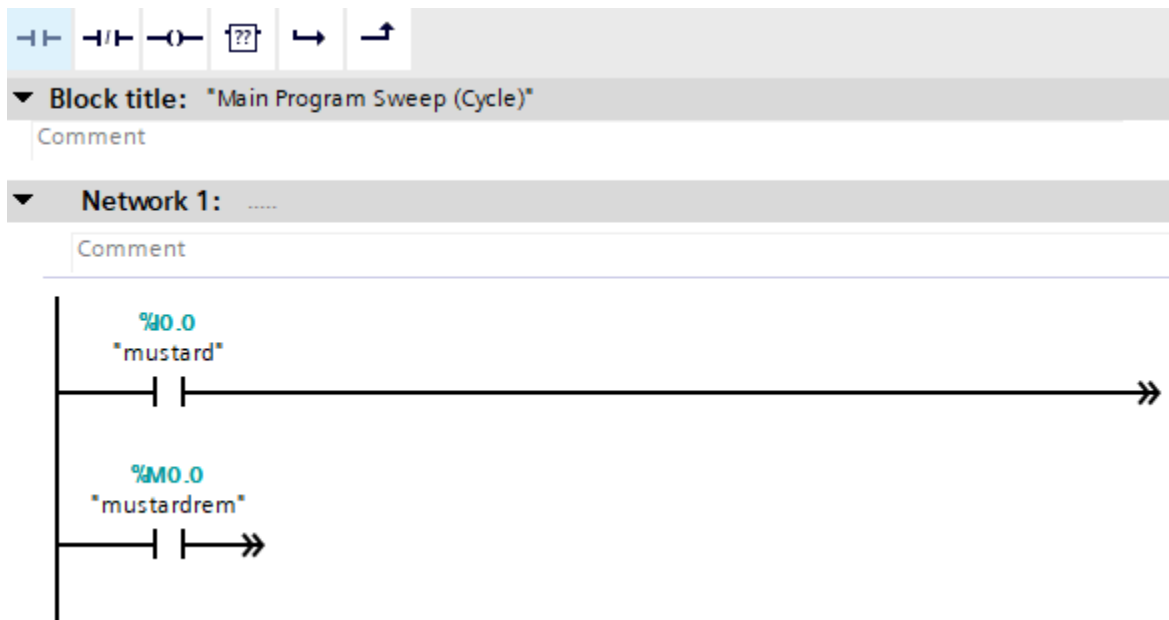 ??
Block title: "Main Program Sweep (Cycle)"
Comment
Network 1: .....
Comment
%I0.0
"mustard"
%M0.0
"mustardrem"